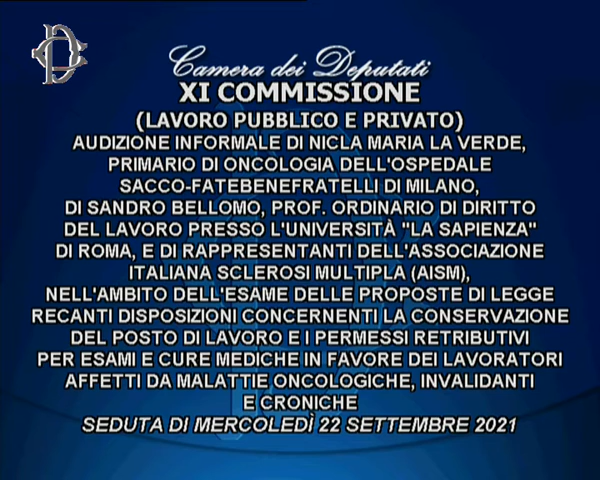 Camera dei Deputati
XI COMMISSIONE
(LAVORO PUBBLICO E PRIVATO)
AUDIZIONE INFORMALE DI NICLA MARIA LA VERDE,
PRIMARIO DI ONCOLOGIA DELL'OSPEDALE
SACCO-FATEBENEFRATELLI DI MILANO,
DI SANDRO BELLOMO, PROF. ORDINARIO DI DIRITTO
DEL LAVORO PRESSO L'UNIVERSITÀ "LA SAPIENZA"
DI ROMA, E DI RAPPRESENTANTI DELL'ASSOCIAZIONE
ITALIANA SCLEROSI MULTIPLA (AISM),
NELL'AMBITO DELL'ESAME DELLE PROPOSTE DI LEGGE
RECANTI DISPOSIZIONI CONCERNENTI LA CONSERVAZIONE
DEL POSTO DI LAVORO E I PERMESSI RETRIBUTIVI
PER ESAMI E CURE MEDICHE IN FAVORE DEI LAVORATORI
AFFETTI DA MALATTIE ONCOLOGICHE, INVALIDANTI
E CRONICHE
SEDUTA DI MERCOLEDÌ 22 SETTEMBRE 2021